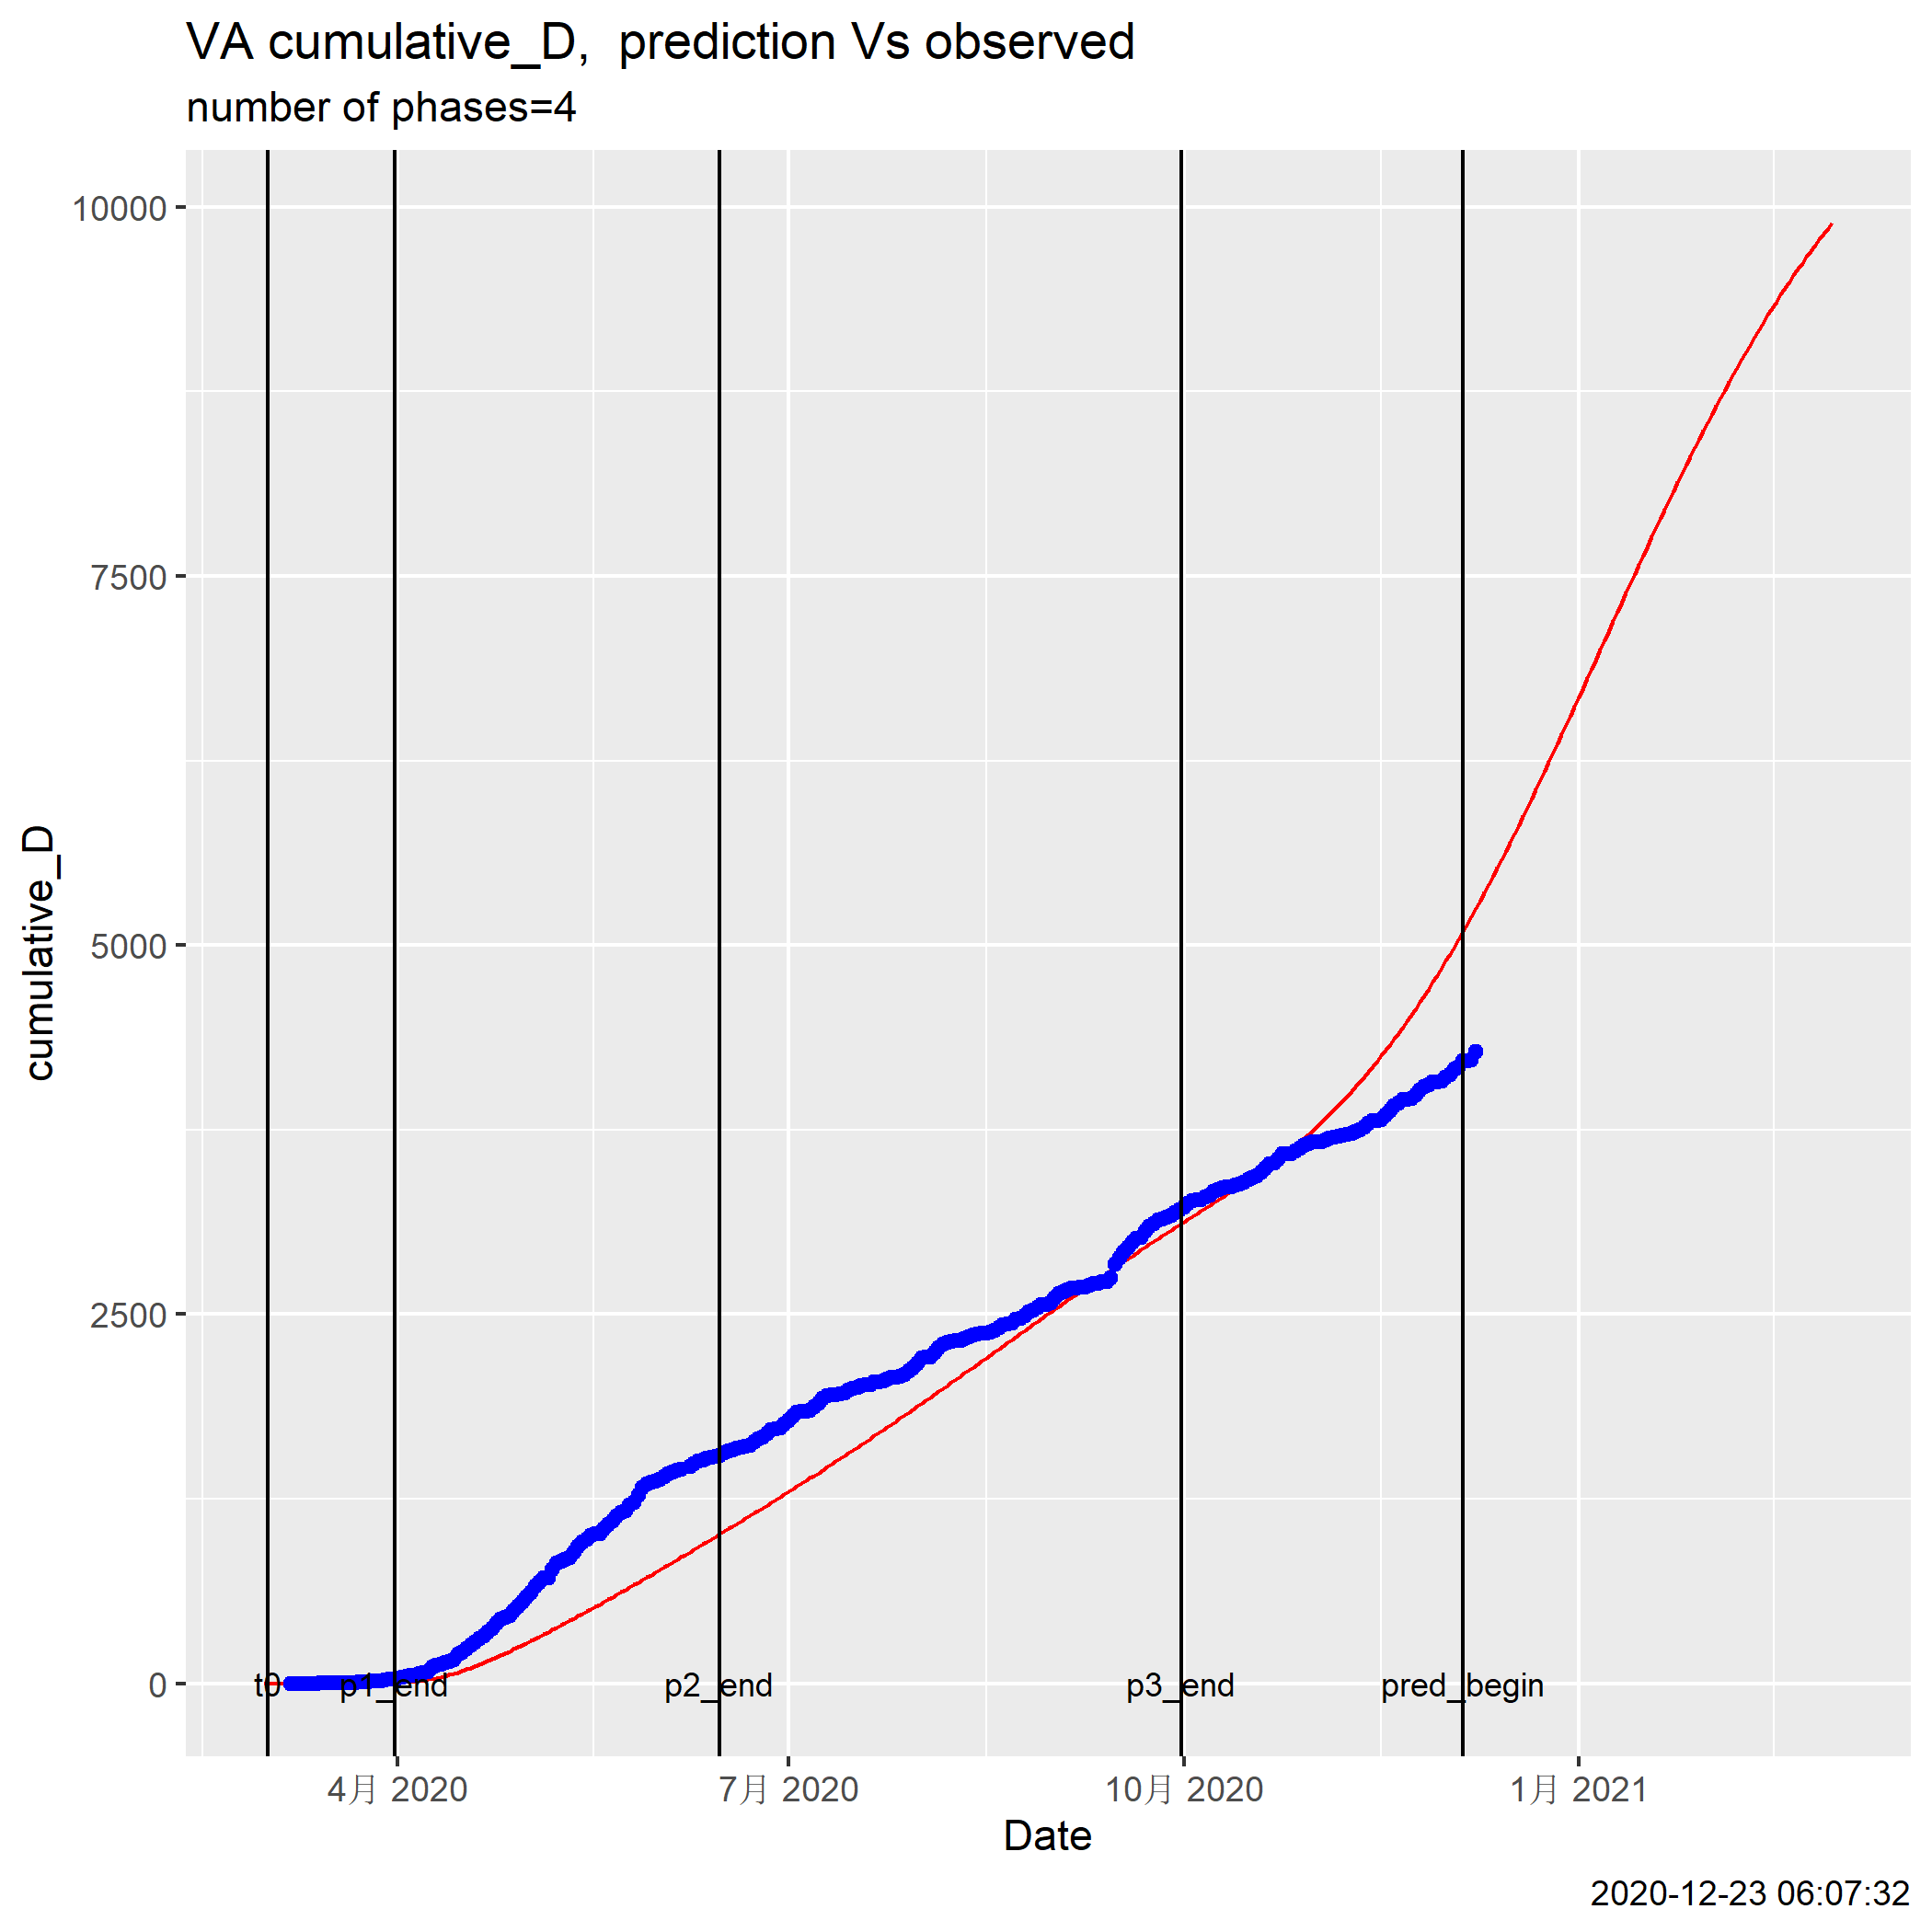 VA cumulative_D,  prediction Vs observed
number of phases=4
10000
7500
5000
2500
0
cumulative_D
t0
p1_end
p2_end
p3_end
pred_begin
4月 2020
7月 2020
10月 2020
1月 2021
Date
2020-12-23 06:07:32